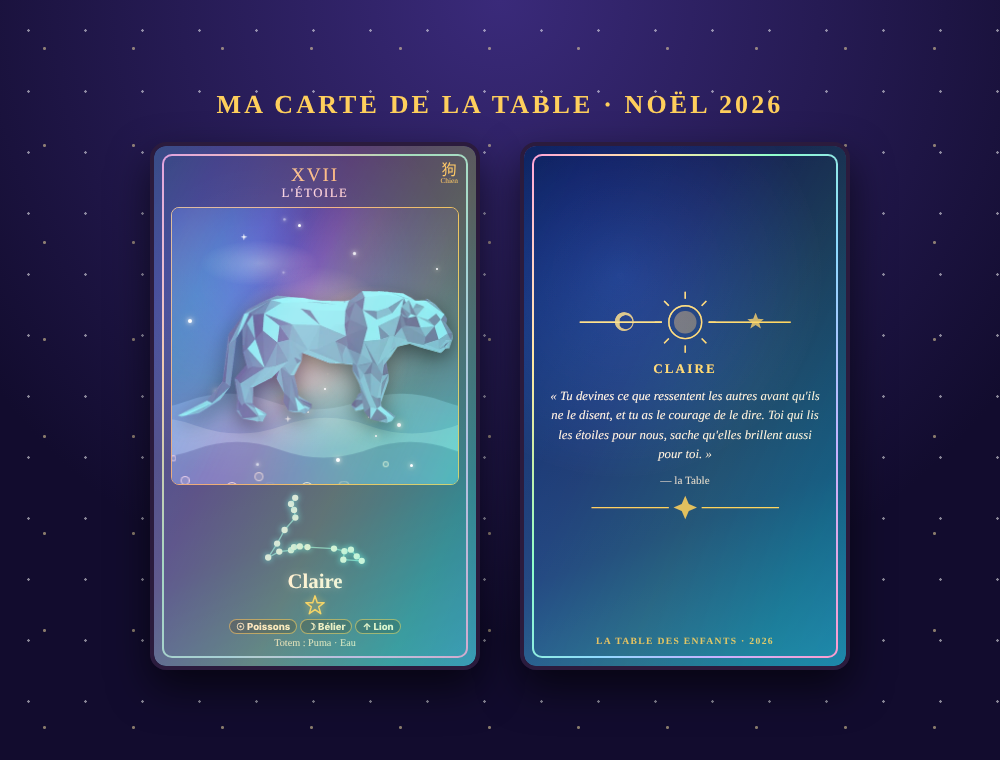 MA CARTE DE LA TABLE · NOËL 2026
XVII
L'ÉTOILE
狗
Chien
Claire
☉ Poissons ☽ Bélier ↑ Lion
Totem : Puma · Eau
CLAIRE
« Tu devines ce que ressentent les autres avant qu'ils
ne le disent, et tu as le courage de le dire. Toi qui lis
les étoiles pour nous, sache qu'elles brillent aussi
pour toi. »
— la Table
LA TABLE DES ENFANTS · 2026